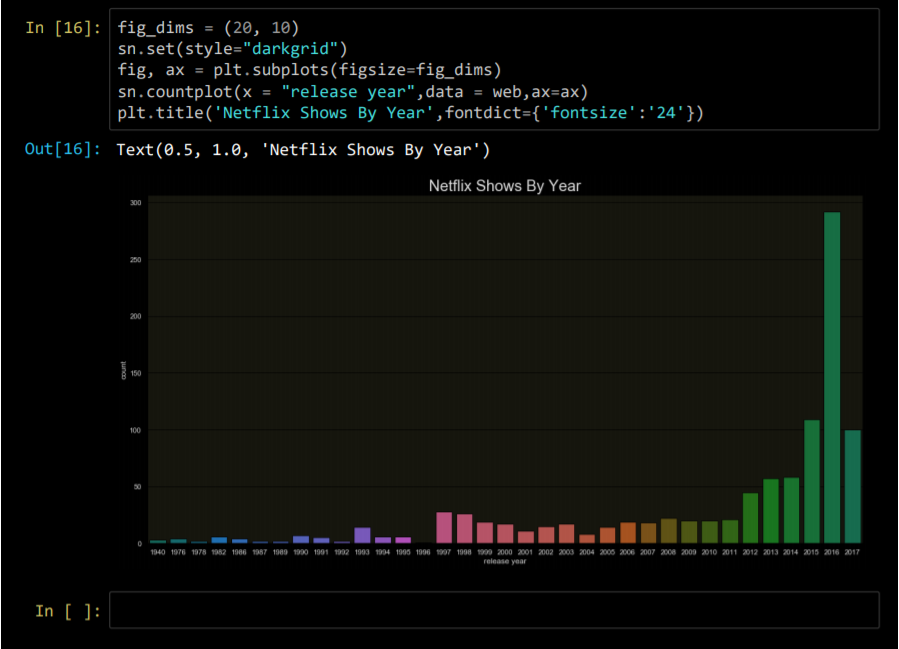 In [16]: fig_dims = (20, 10)
sn.set(style="darkgrid")
fig, ax = plt.subplots(figsize=fig_dims)
sn.countplot(x = "release year",data = web,ax=ax)
plt.title('Netflix Shows By Year',fontdict={'fontsize':'24'})
Out[16]: Text(0.5, 1.0, 'Netflix Shows By Year')
Netflix Shows By Year
300
250
200
150
100
50
0
count
1940 1976 1978 1982 1986 1987 1989 1990 1991 1992 1993 1994 1995 1996 1997 1998 1999 2000 2001 2002 2003 2004 2005 2006 2007 2008 2009 2010 2011 2012 2013 2014 2015 2016 2017
release year
In [ ]: